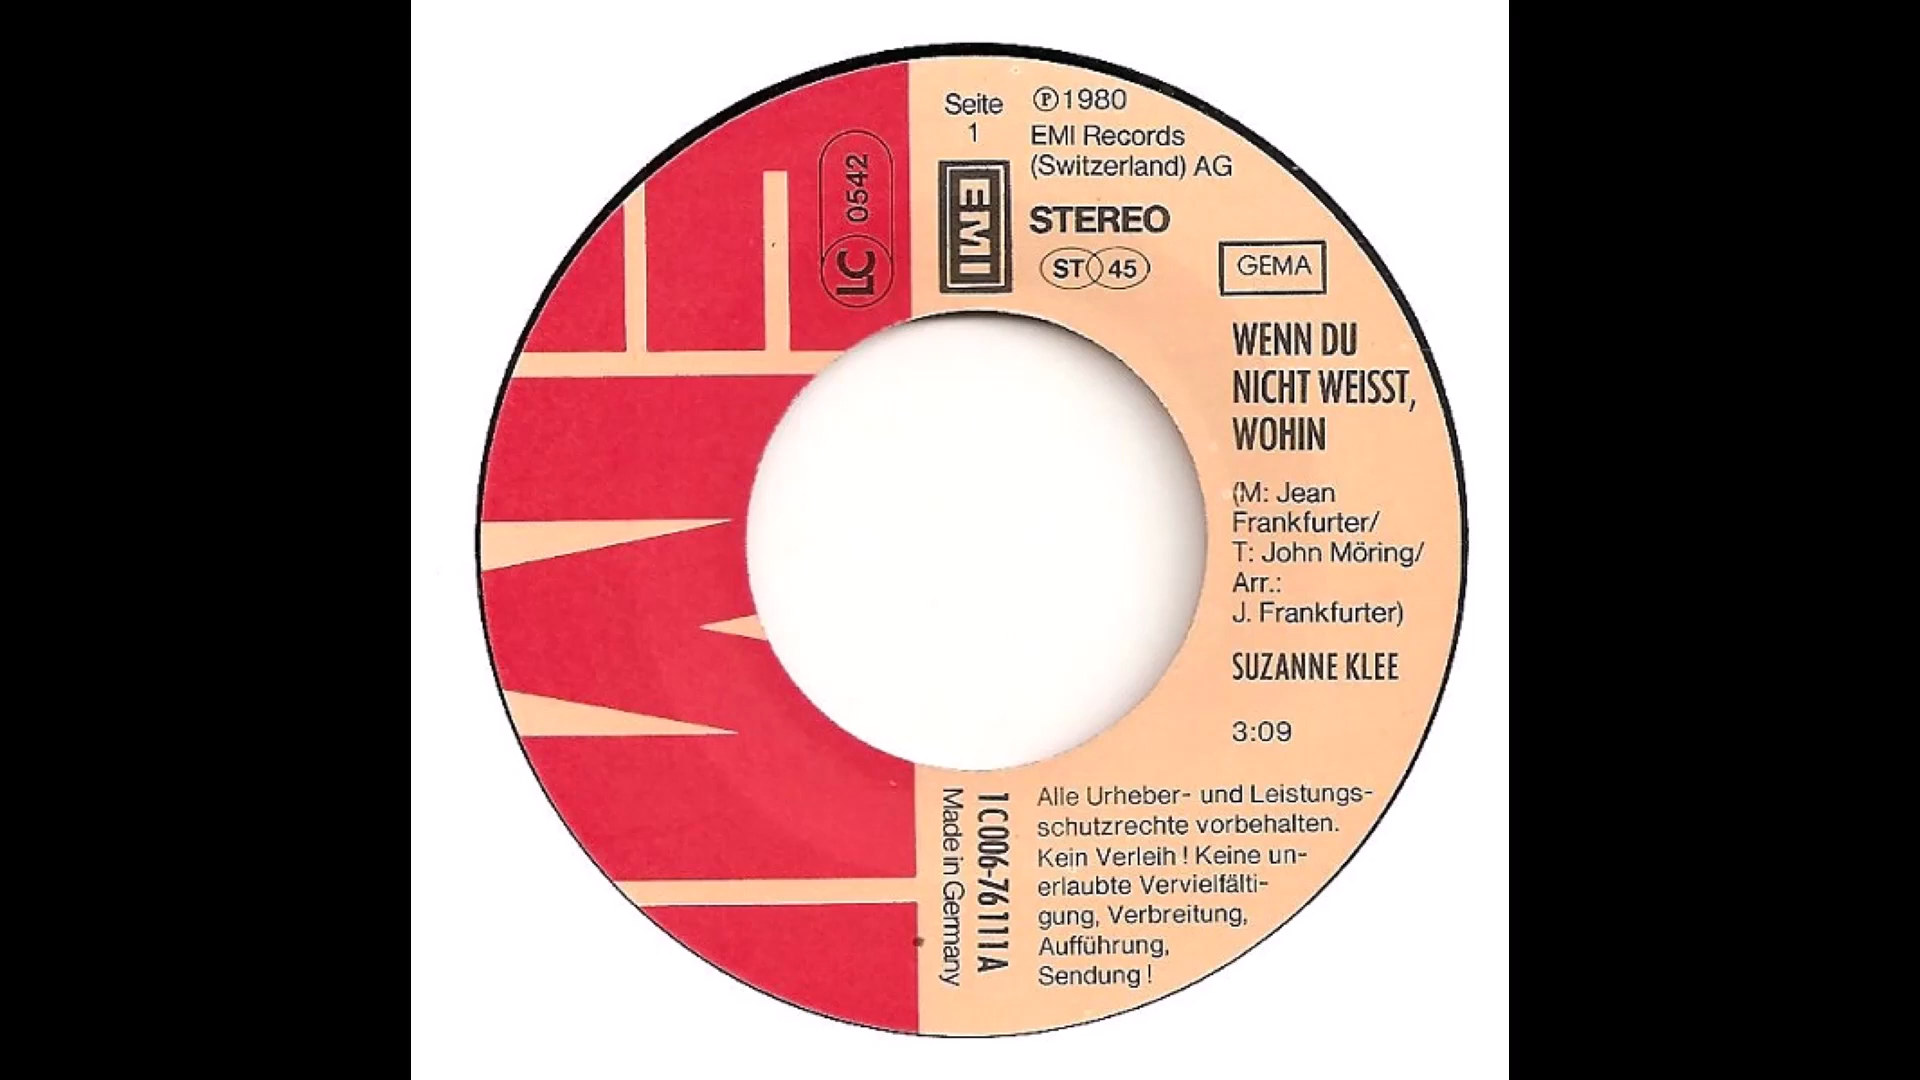 Seite
1
Ⓟ 1980
EMI Records
(Switzerland) AG
EMI
STEREO
ST 45
LC 0542
GEMA
WENN DU
NICHT WEISST,
WOHIN
(M: Jean
Frankfurter/
T: John Möring/
Arr.:
J. Frankfurter)
SUZANNE KLEE
3:09
1C006-76111A
Made in Germany
Alle Urheber- und Leistungs-
schutzrechte vorbehalten.
Kein Verleih! Keine un-
erlaubte Vervielfälti-
gung, Verbreitung,
Aufführung,
Sendung!